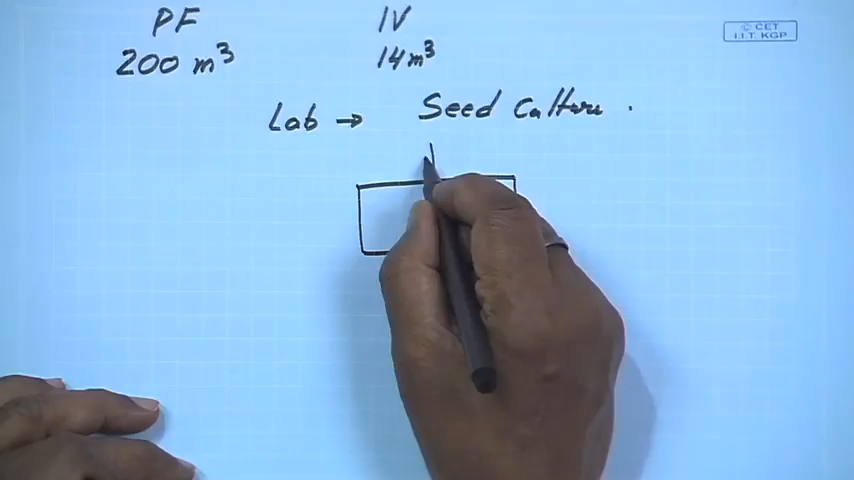 PF IV
200 m³ 14m³
Lab → Seed Culture .
© CET
I.I.T. KGP